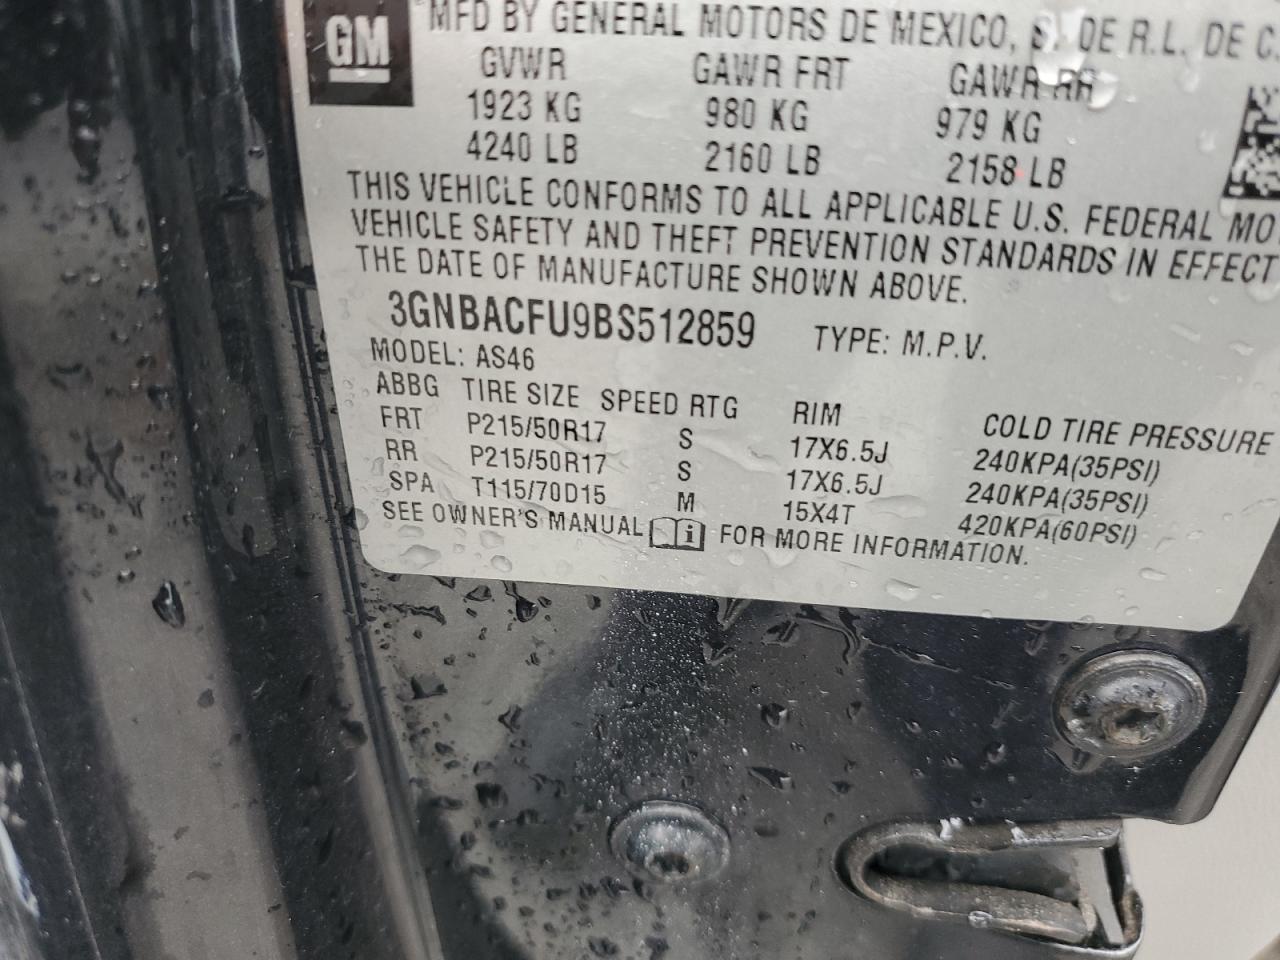 GM
MFD BY GENERAL MOTORS DE MEXICO, S. DE R.L. DE C.
GVWR GAWR FRT GAWR RR
1923 KG 980 KG 979 KG
4240 LB 2160 LB 2158 LB
THIS VEHICLE CONFORMS TO ALL APPLICABLE U.S. FEDERAL MO
VEHICLE SAFETY AND THEFT PREVENTION STANDARDS IN EFFECT
THE DATE OF MANUFACTURE SHOWN ABOVE.
3GNBACFU9BS512859 TYPE: M.P.V.
MODEL: AS46
ABBG TIRE SIZE SPEED RTG RIM COLD TIRE PRESSURE
FRT P215/50R17 S 17X6.5J 240KPA(35PSI)
RR P215/50R17 S 17X6.5J 240KPA(35PSI)
SPA T115/70D15 M 15X4T 420KPA(60PSI)
SEE OWNER'S MANUAL i FOR MORE INFORMATION.